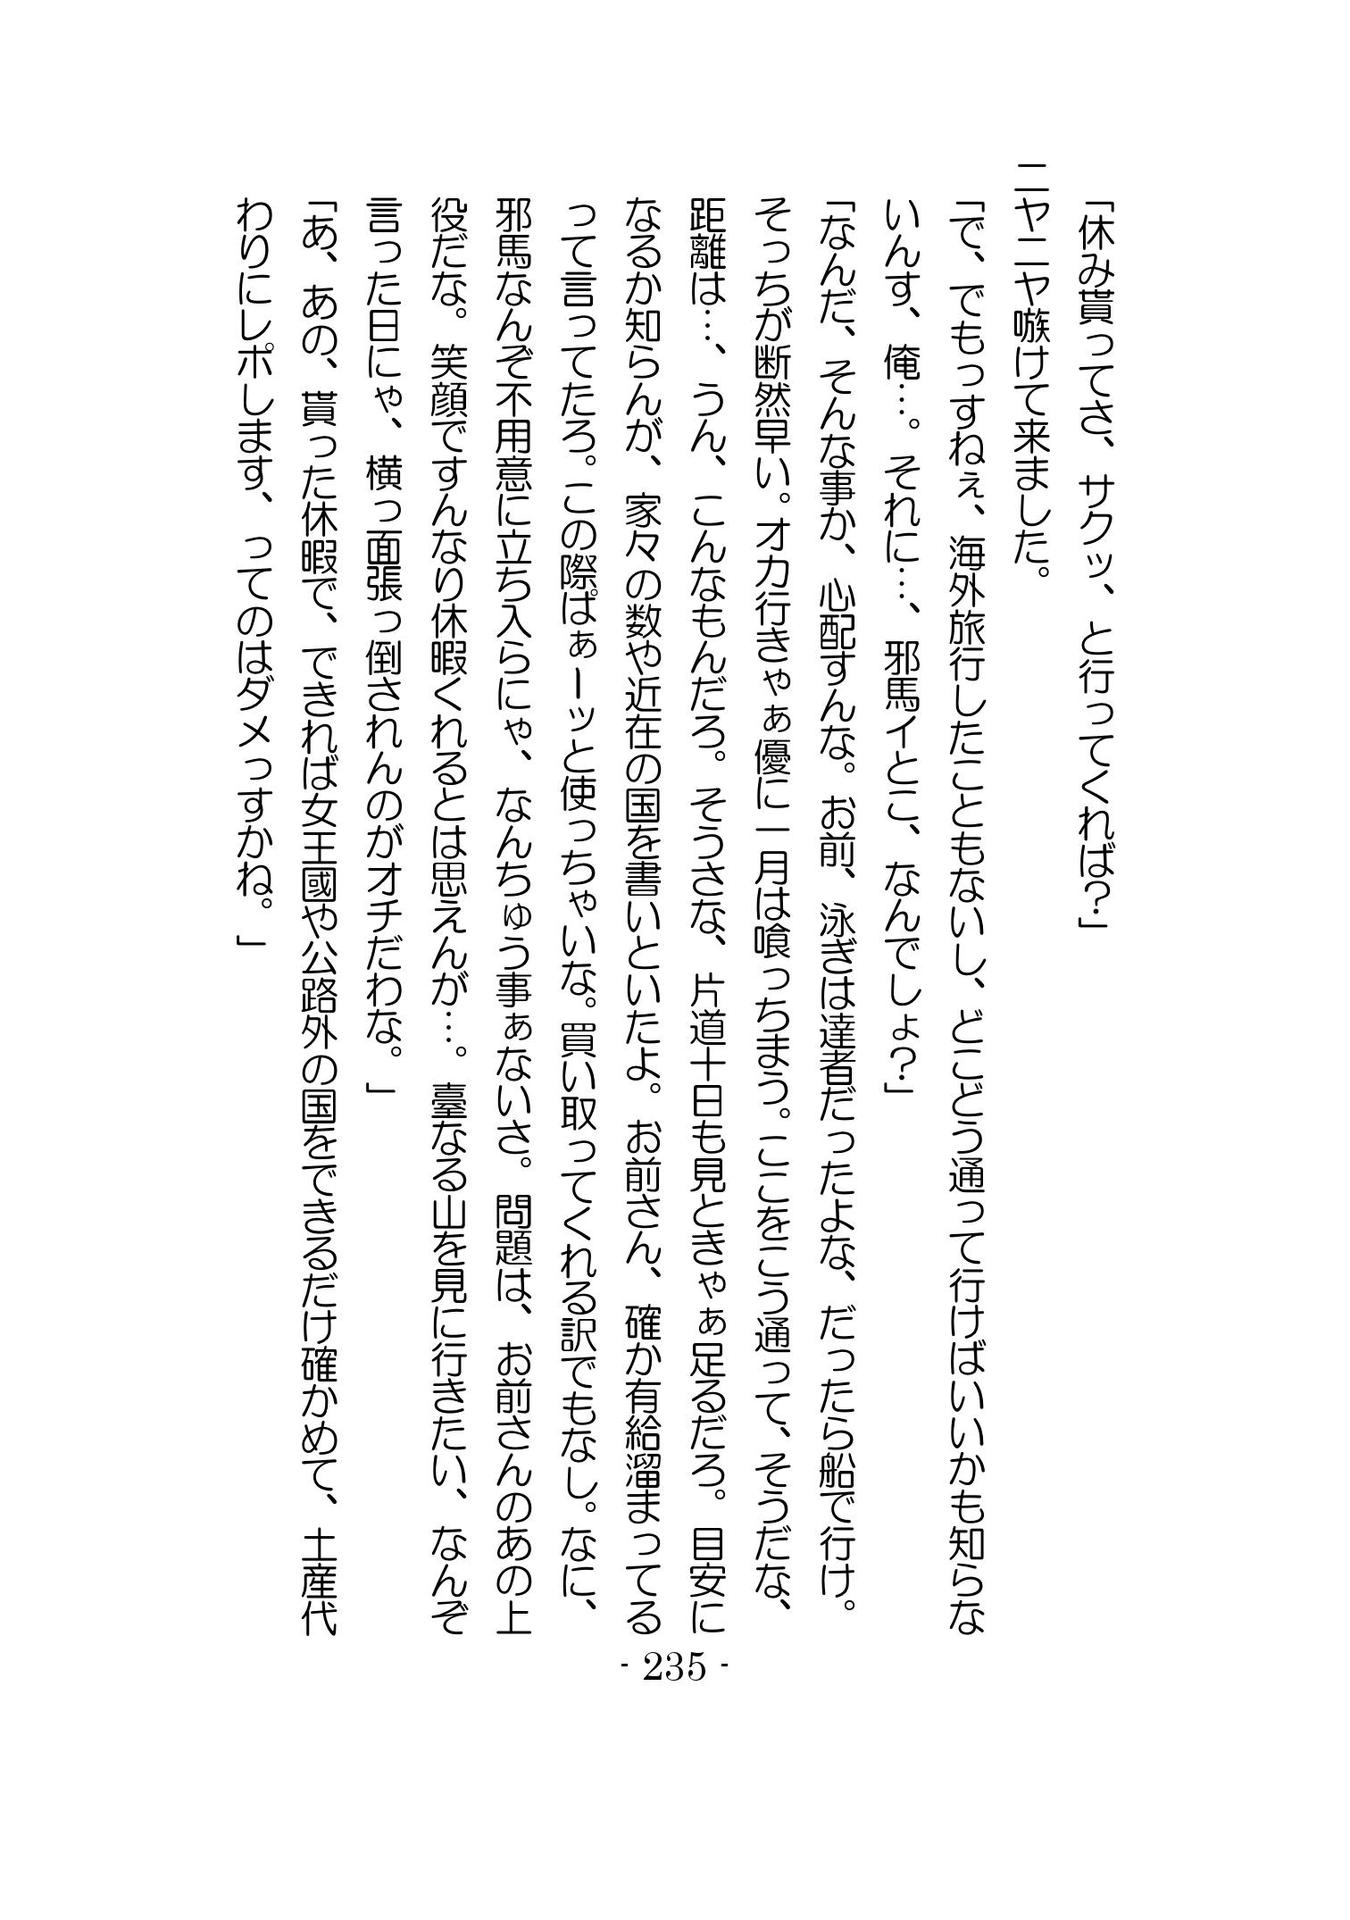 「休み貰ってさ、サクッ、と行ってくれば？」
ニヤニヤ嗾けて来ました。
「で、でもっすねぇ、海外旅行したこともないし、どこどう通って行けばいいかも知らな
いんす、俺…。それに…、邪馬イとこ、なんでしょ？」
「なんだ、そんな事か、心配すんな。お前、泳ぎは達者だったよな、だったら船で行け。
そっちが断然早い。オカ行きゃぁ優に一月は喰っちまう。ここをこう通って、そうだな、
距離は…、うん、こんなもんだろ。そうさな、片道十日も見ときゃぁ足るだろ。目安に
なるか知らんが、家々の数や近在の国を書いといたよ。お前さん、確か有給溜まってる
って言ってたろ。この際ぱぁーッと使っちゃいな。買い取ってくれる訳でもなし。なに、
邪馬なんぞ不用意に立ち入らにゃ、なんちゅう事ぁないさ。問題は、お前さんのあの上
役だな。笑顔ですんなり休暇くれるとは思えんが…。臺なる山を見に行きたい、なんぞ
言った日にゃ、横っ面張っ倒されんのがオチだわな。」
「あ、あの、貰った休暇で、できれば女王國や公路外の国をできるだけ確かめて、土産代
わりにレポします、ってのはダメっすかね。」
- 235 -